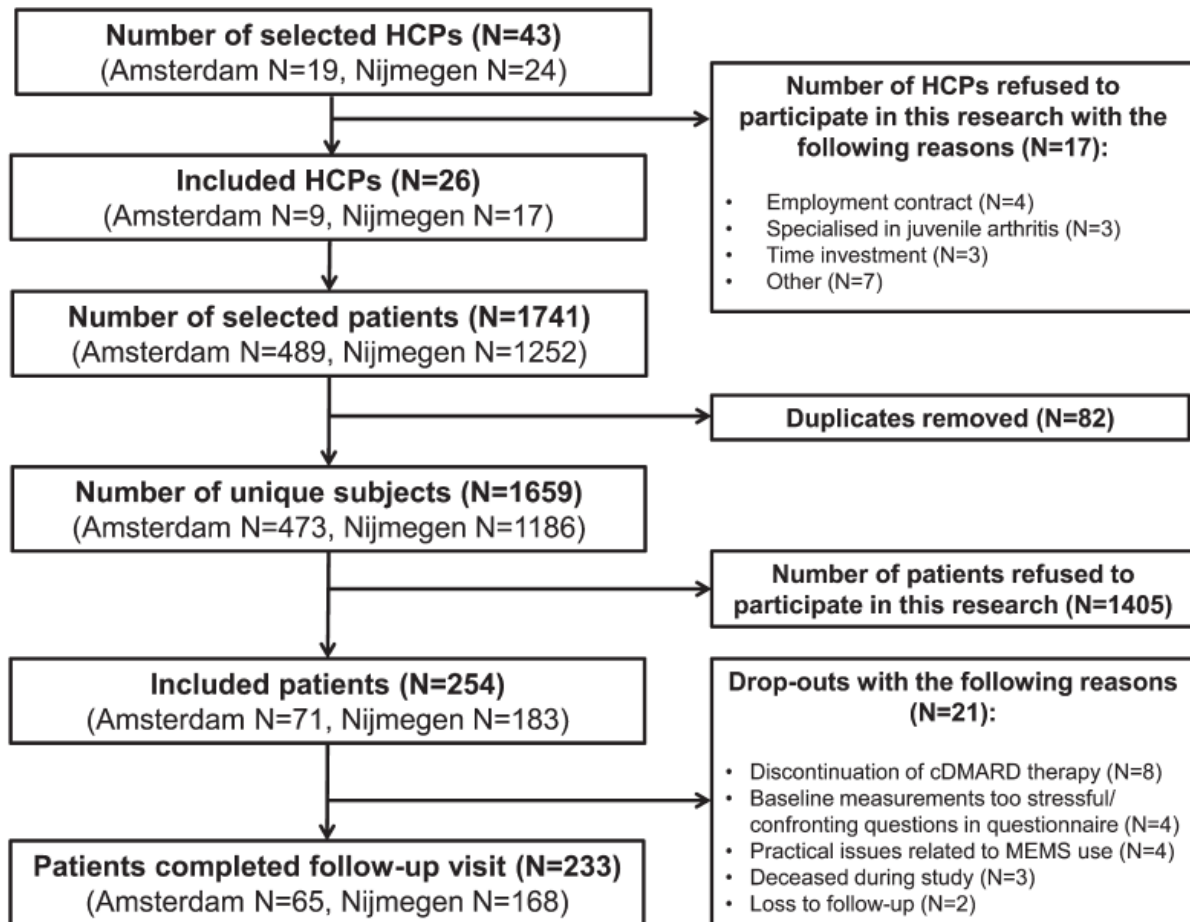 Number of selected HCPs (N=43)
(Amsterdam N=19, Nijmegen N=24)
Number of HCPs refused to
participate in this research with the
following reasons (N=17):
• Employment contract (N=4)
• Specialised in juvenile arthritis (N=3)
• Time investment (N=3)
• Other (N=7)
Included HCPs (N=26)
(Amsterdam N=9, Nijmegen N=17)
Number of selected patients (N=1741)
(Amsterdam N=489, Nijmegen N=1252)
Duplicates removed (N=82)
Number of unique subjects (N=1659)
(Amsterdam N=473, Nijmegen N=1186)
Number of patients refused to
participate in this research (N=1405)
Included patients (N=254)
(Amsterdam N=71, Nijmegen N=183)
Drop-outs with the following reasons
(N=21):
• Discontinuation of cDMARD therapy (N=8)
• Baseline measurements too stressful/
confronting questions in questionnaire (N=4)
• Practical issues related to MEMS use (N=4)
• Deceased during study (N=3)
• Loss to follow-up (N=2)
Patients completed follow-up visit (N=233)
(Amsterdam N=65, Nijmegen N=168)